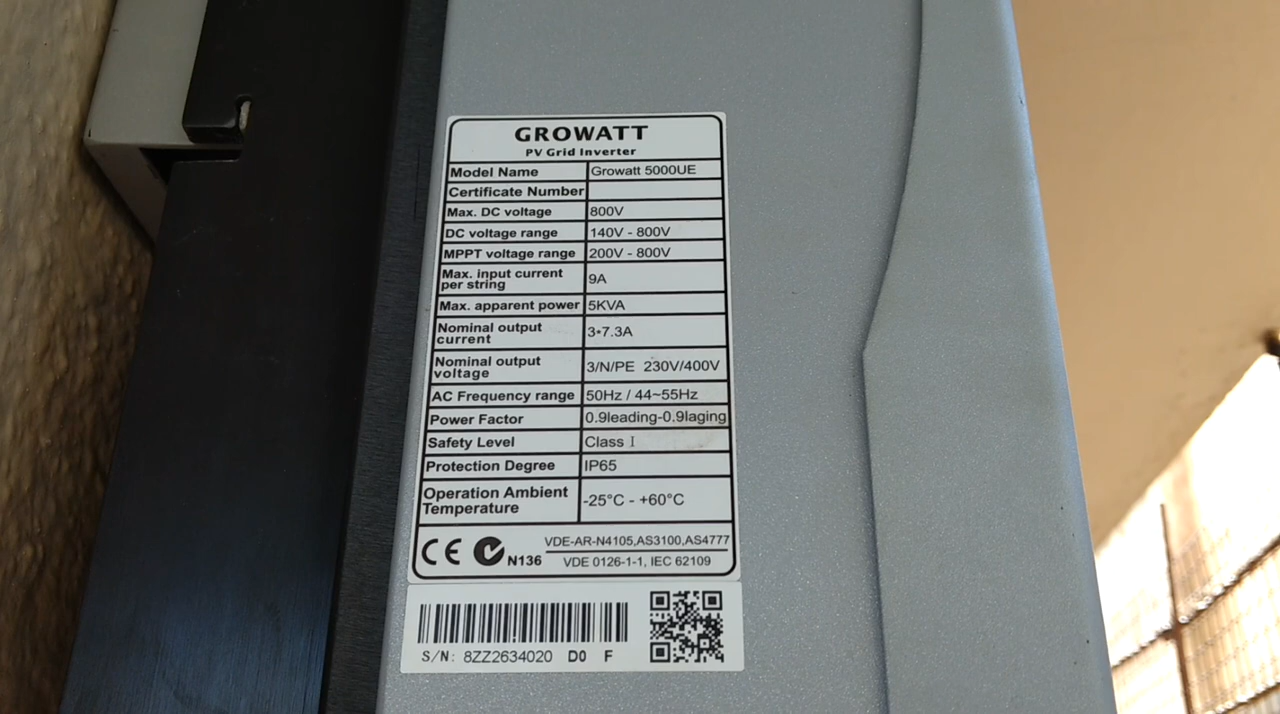 GROWATT
PV Grid Inverter
Model Name Growatt 5000UE
Certificate Number
Max. DC voltage 800V
DC voltage range 140V - 800V
MPPT voltage range 200V - 800V
Max. input current
per string 9A
Max. apparent power 5KVA
Nominal output
current 3*7.3A
Nominal output
voltage 3/N/PE 230V/400V
AC Frequency range 50Hz / 44~55Hz
Power Factor 0.9leading-0.9laging
Safety Level Class I
Protection Degree IP65
Operation Ambient
Temperature -25°C - +60°C
CE N136
VDE-AR-N4105,AS3100,AS4777
VDE 0126-1-1, IEC 62109
S/N: 8ZZ2634020 D0 F